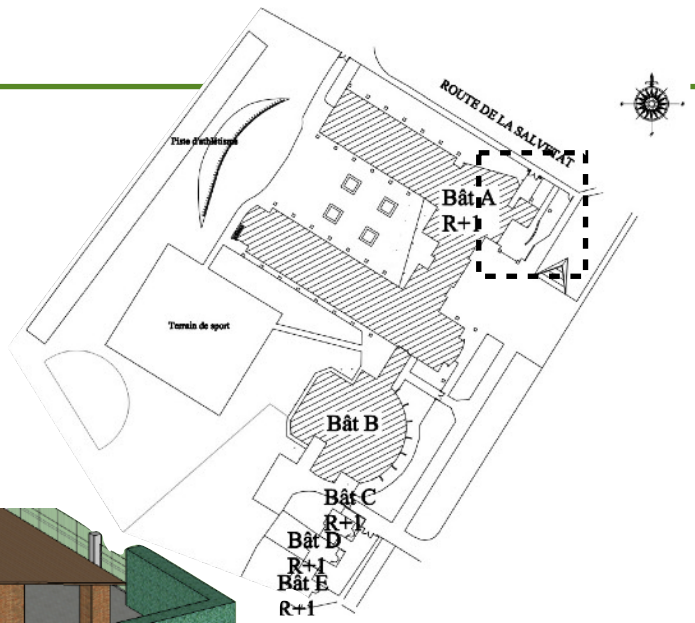 ROUTE DE LA SALVETAT
Piste d'athlétisme
Bât A
R+1
Terrain de sport
Bât B
Bât C
R+1
Bât D
R+1
Bât E
R+1